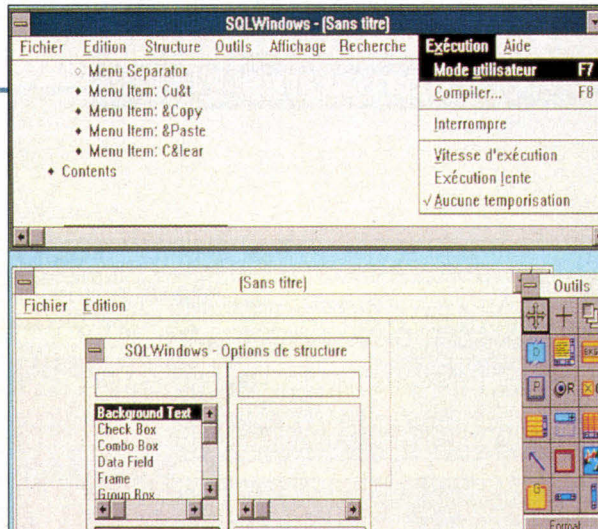 SQLWindows - (Sans titre)
Fichier Edition Structure Outils Affichage Recherche Exécution Aide
Menu Separator
Menu Item: Cu&t
Menu Item: &Copy
Menu Item: &Paste
Menu Item: C&lear
Contents
Mode utilisateur F7
Compiler... F8
Interrompre
Vitesse d'exécution
Exécution lente
√ Aucune temporisation
(Sans titre)
Fichier Edition
SQLWindows - Options de structure
Background Text
Check Box
Combo Box
Data Field
Frame
Group Box
Outils
D
P
R
G
Format